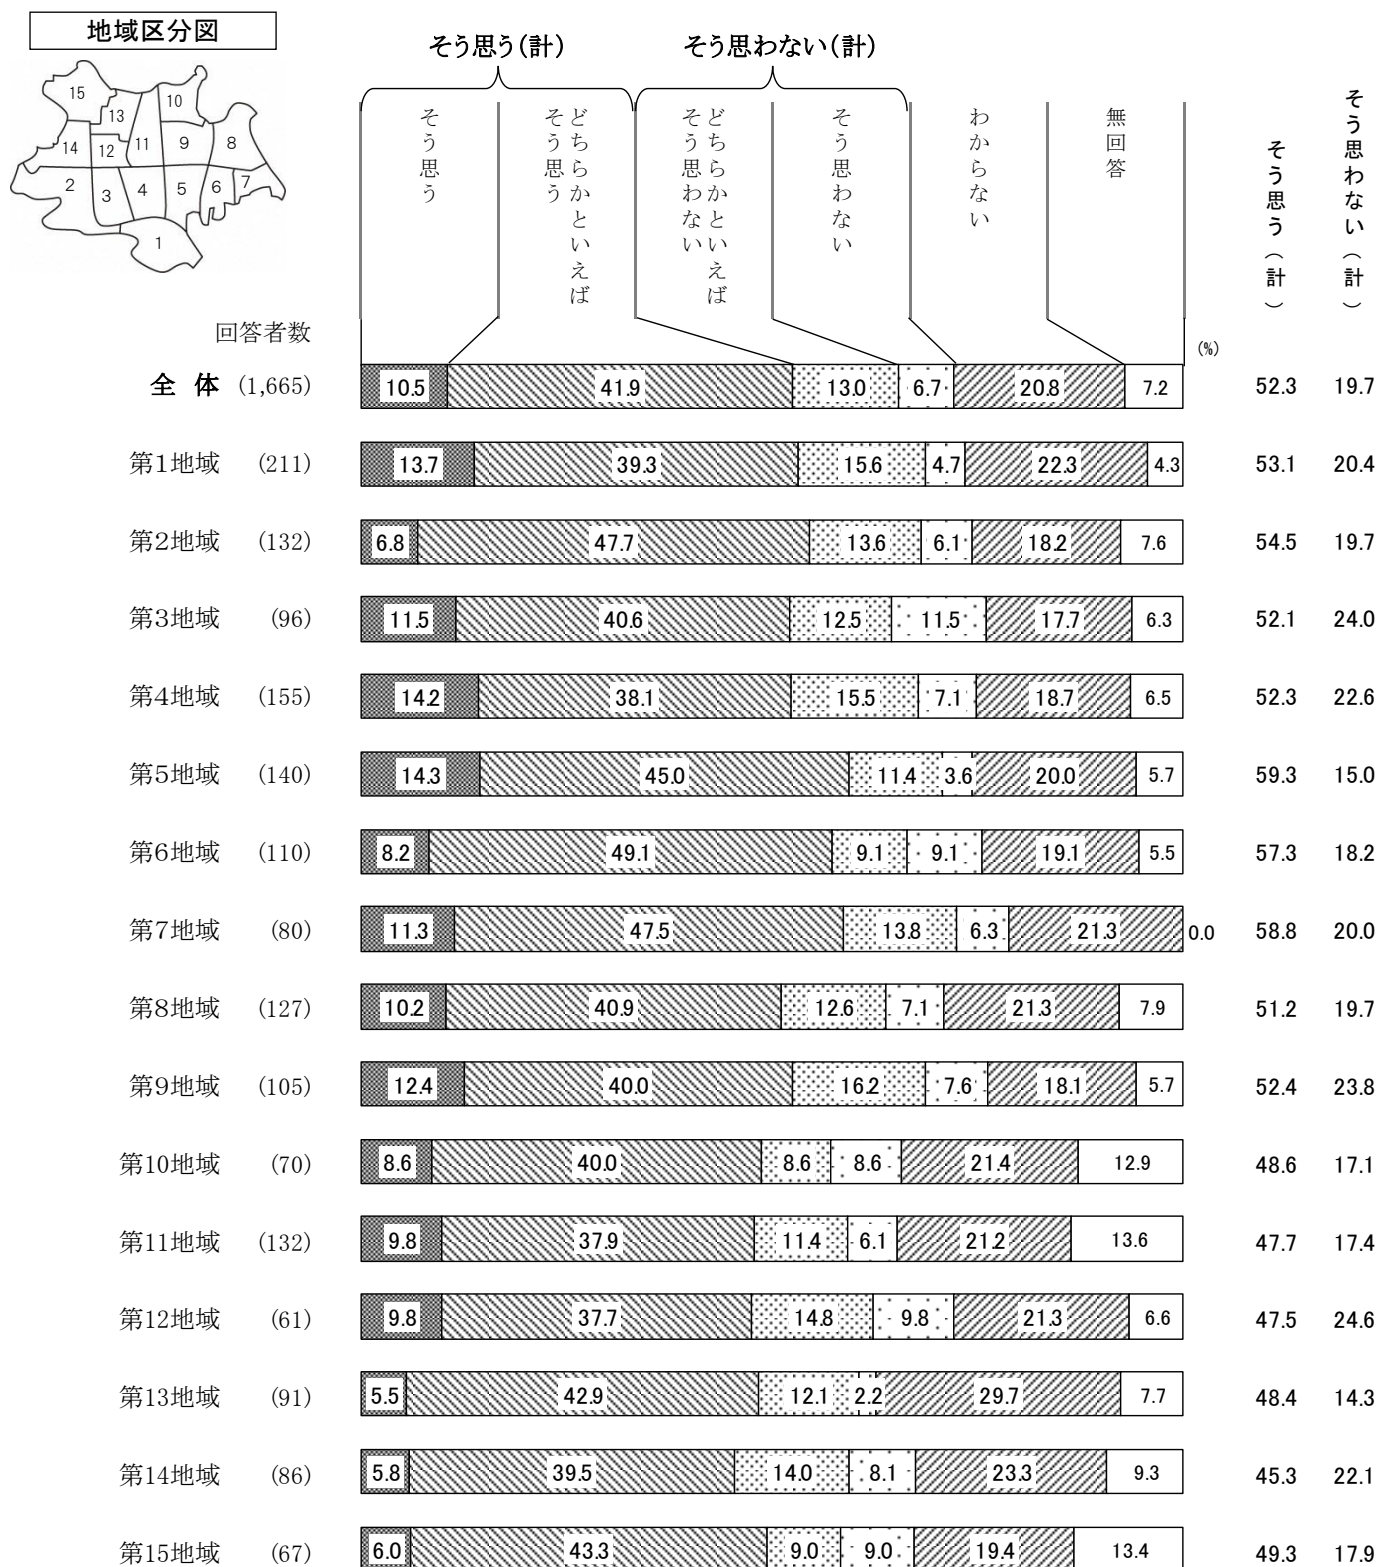 地域区分図
15
13
10
14
12
11
9
8
2
3
4
5
6
7
1
そう思う(計)
そう思わない(計)
そう思う
どちらかといえば
そう思う
どちらかといえば
そう思わない
そう思わない
わからない
無回答
そう思う(計)
そう思わない(計)
回答者数
(%)
全 体 (1,665) 10.5 41.9 13.0 6.7 20.8 7.2 52.3 19.7
第1地域 (211) 13.7 39.3 15.6 4.7 22.3 4.3 53.1 20.4
第2地域 (132) 6.8 47.7 13.6 6.1 18.2 7.6 54.5 19.7
第3地域 (96) 11.5 40.6 12.5 11.5 17.7 6.3 52.1 24.0
第4地域 (155) 14.2 38.1 15.5 7.1 18.7 6.5 52.3 22.6
第5地域 (140) 14.3 45.0 11.4 3.6 20.0 5.7 59.3 15.0
第6地域 (110) 8.2 49.1 9.1 9.1 19.1 5.5 57.3 18.2
第7地域 (80) 11.3 47.5 13.8 6.3 21.3 0.0 58.8 20.0
第8地域 (127) 10.2 40.9 12.6 7.1 21.3 7.9 51.2 19.7
第9地域 (105) 12.4 40.0 16.2 7.6 18.1 5.7 52.4 23.8
第10地域 (70) 8.6 40.0 8.6 8.6 21.4 12.9 48.6 17.1
第11地域 (132) 9.8 37.9 11.4 6.1 21.2 13.6 47.7 17.4
第12地域 (61) 9.8 37.7 14.8 9.8 21.3 6.6 47.5 24.6
第13地域 (91) 5.5 42.9 12.1 2.2 29.7 7.7 48.4 14.3
第14地域 (86) 5.8 39.5 14.0 8.1 23.3 9.3 45.3 22.1
第15地域 (67) 6.0 43.3 9.0 9.0 19.4 13.4 49.3 17.9